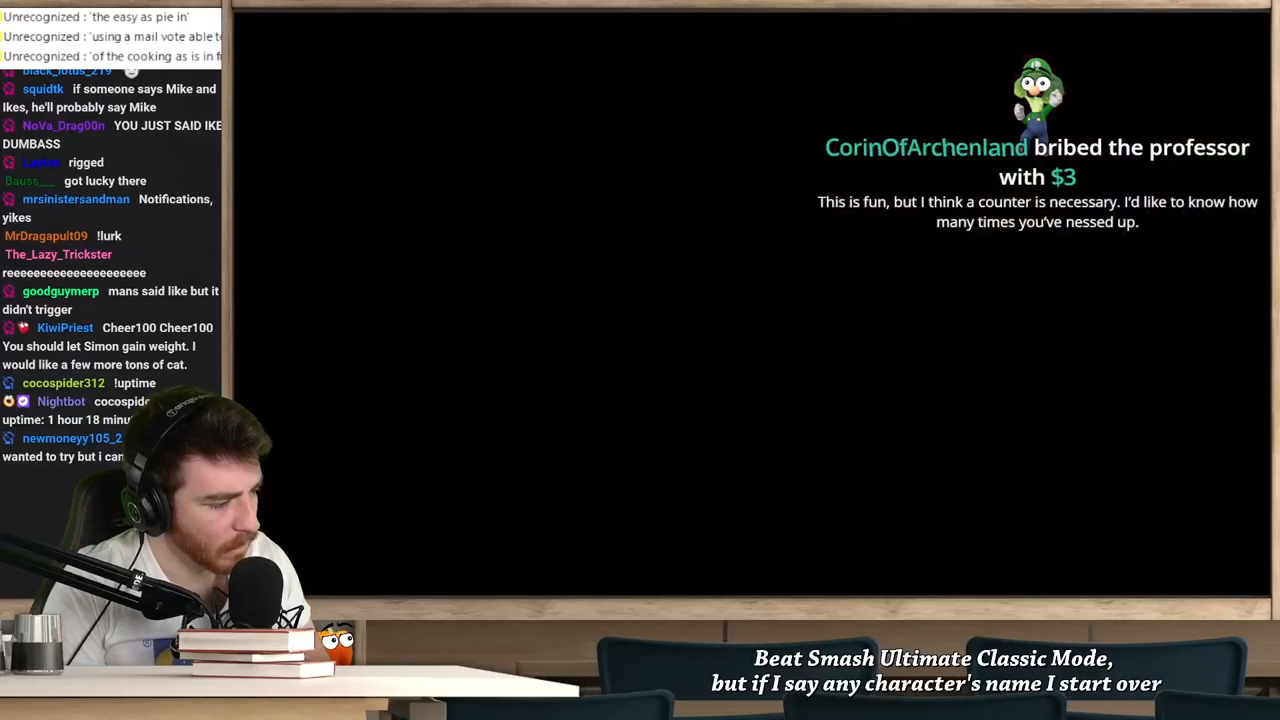 Unrecognized : 'the easy as pie in'
Unrecognized : 'using a mail vote able to
Unrecognized : 'of the cooking as is in
black_lotus_219
squidtk if someone says Mike and
Ikes, he'll probably say Mike
NoVa_Drag00n YOU JUST SAID IKE
DUMBASS
rigged
Bauss___ got lucky there
mrsinistersandman Notifications,
yikes
MrDragapult09 !lurk
The_Lazy_Trickster
reeeeeeeeeeeeeeeeeeee
goodguymerp mans said like but it
didn't trigger
KiwiPriest Cheer100 Cheer100
You should let Simon gain weight. I
would like a few more tons of cat.
cocospider312 !uptime
Nightbot cocospid
uptime: 1 hour 18
newmoneyy105_2
wanted to try but i
CorinOfArchenland bribed the professor
with $3
This is fun, but I think a counter is necessary. I'd like to know how
many times you've nessed up.
Beat Smash Ultimate Classic Mode,
but if I say any character's name I start over